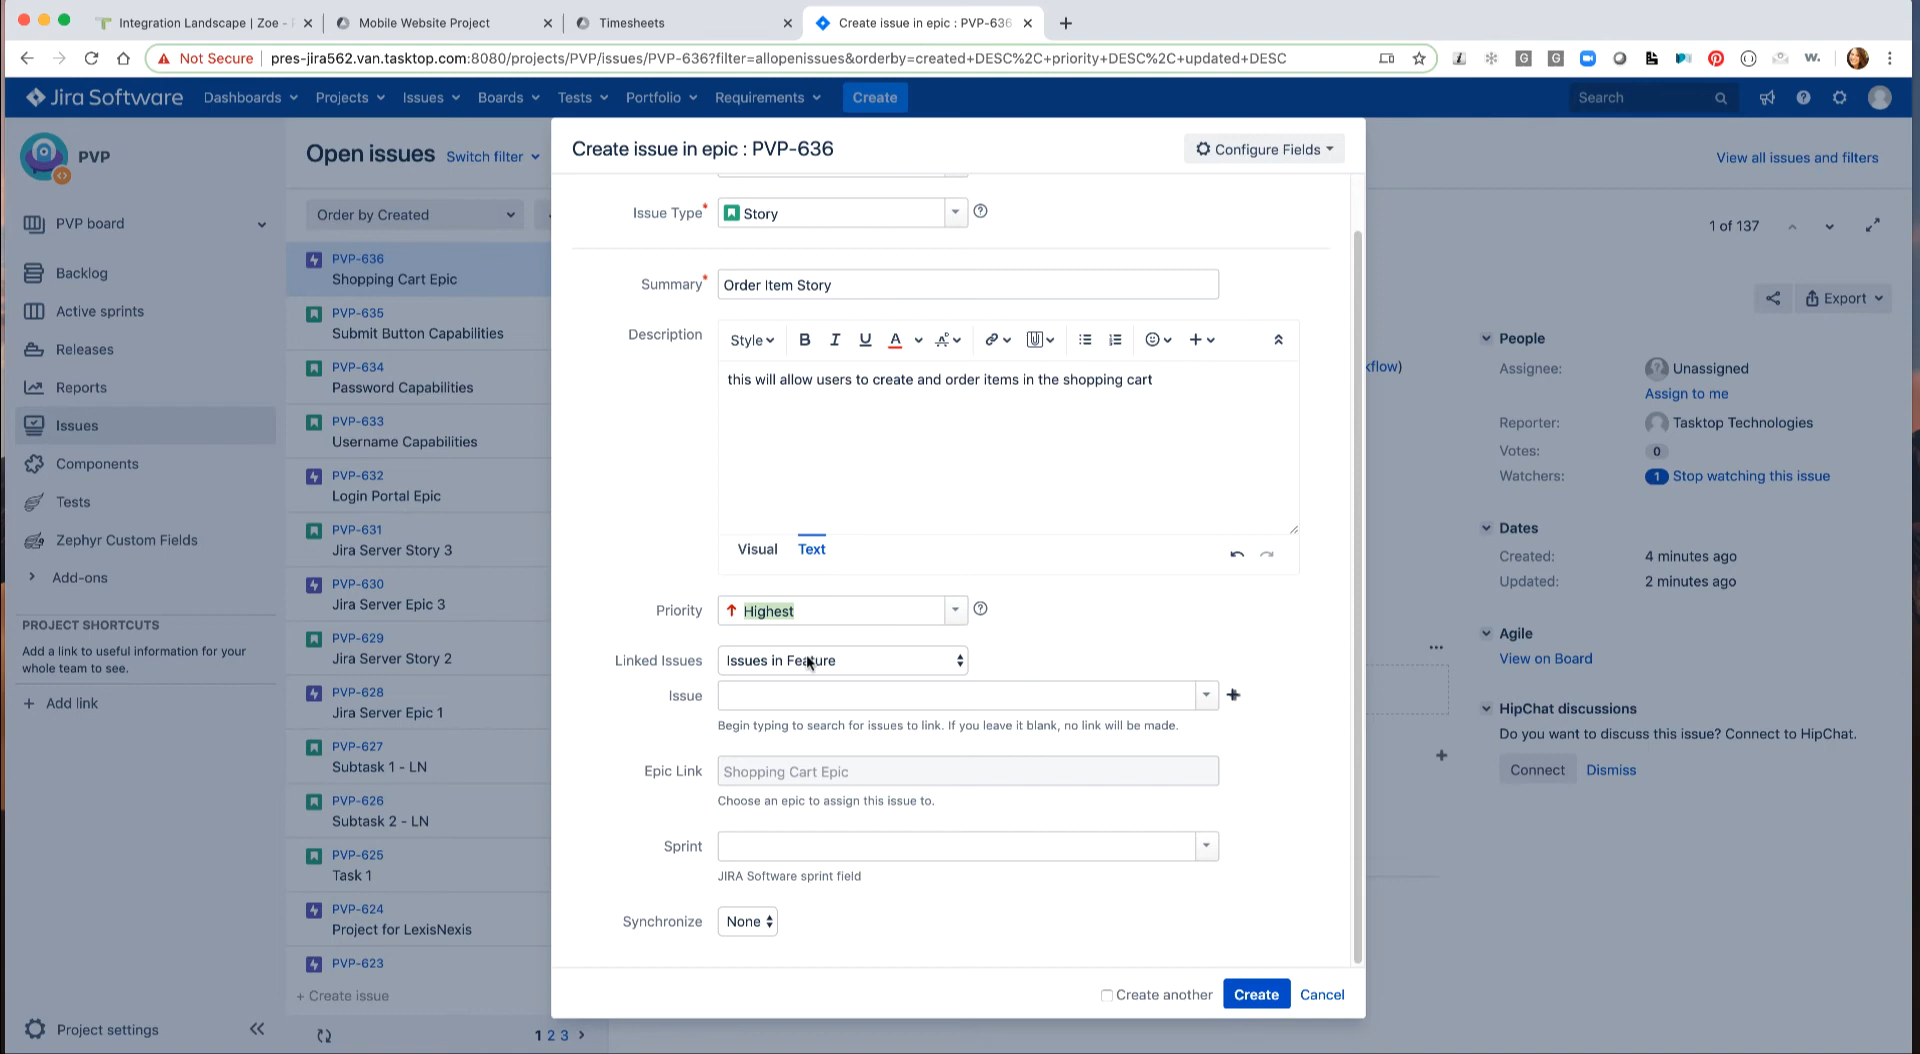 Integration Landscape | Zoe -
Mobile Website Project
Timesheets
Create issue in epic : PVP-636
Not Secure
pres-jira562.van.tasktop.com:8080/projects/PVP/issues/PVP-636?filter=allopenissues&orderby=created+DESC%2C+priority+DESC%2C+updated+DESC
Jira Software
Dashboards
Projects
Issues
Boards
Tests
Portfolio
Requirements
Create
Search
PVP
PVP board
Backlog
Active sprints
Releases
Reports
Issues
Components
Tests
Zephyr Custom Fields
Add-ons
PROJECT SHORTCUTS
Add a link to useful information for your
whole team to see.
+ Add link
Project settings
Open issues
Switch filter
View all issues and filters
Order by Created
PVP-636
Shopping Cart Epic
PVP-635
Submit Button Capabilities
PVP-634
Password Capabilities
PVP-633
Username Capabilities
PVP-632
Login Portal Epic
PVP-631
Jira Server Story 3
PVP-630
Jira Server Epic 3
PVP-629
Jira Server Story 2
PVP-628
Jira Server Epic 1
PVP-627
Subtask 1 - LN
PVP-626
Subtask 2 - LN
PVP-625
Task 1
PVP-624
Project for LexisNexis
PVP-623
+ Create issue
1 2 3 >
Create issue in epic : PVP-636
Configure Fields
Issue Type*
Story
Summary*
Order Item Story
Description
Style
B I U A
this will allow users to create and order items in the shopping cart
Visual
Text
Priority
Highest
Linked Issues
Issues in Feature
Issue
Begin typing to search for issues to link. If you leave it blank, no link will be made.
Epic Link
Shopping Cart Epic
Choose an epic to assign this issue to.
Sprint
JIRA Software sprint field
Synchronize
None
Create another
Create
Cancel
1 of 137
Export
flow)
People
Assignee:
Unassigned
Assign to me
Reporter:
Tasktop Technologies
Votes:
0
Watchers:
1
Stop watching this issue
Dates
Created:
4 minutes ago
Updated:
2 minutes ago
Agile
View on Board
HipChat discussions
Do you want to discuss this issue? Connect to HipChat.
Connect
Dismiss